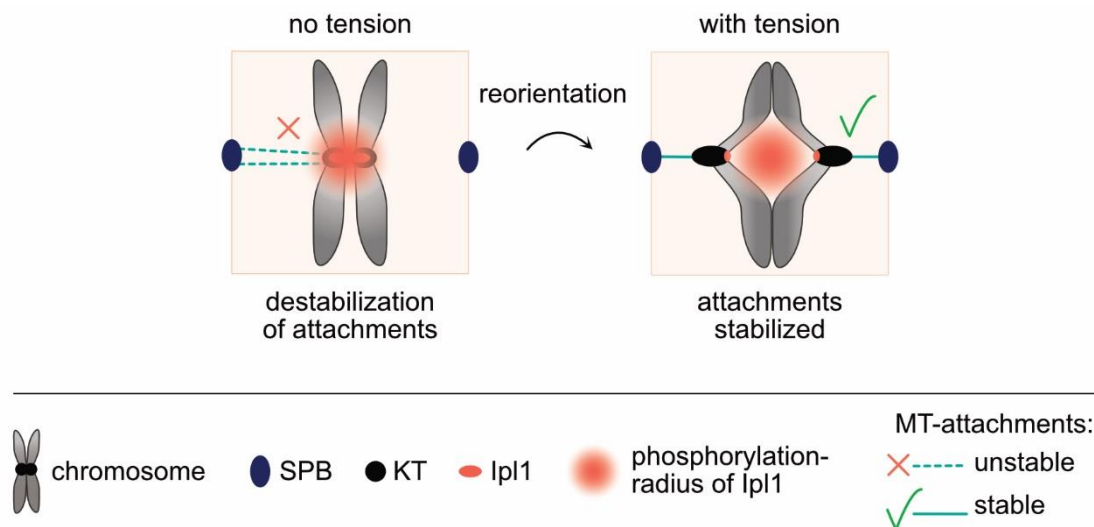 no tension
with tension
reorientation
destabilization
of attachments
attachments
stabilized
MT-attachments:
chromosome
SPB
KT
Ipl1
phosphorylation-
radius of Ipl1
unstable
stable